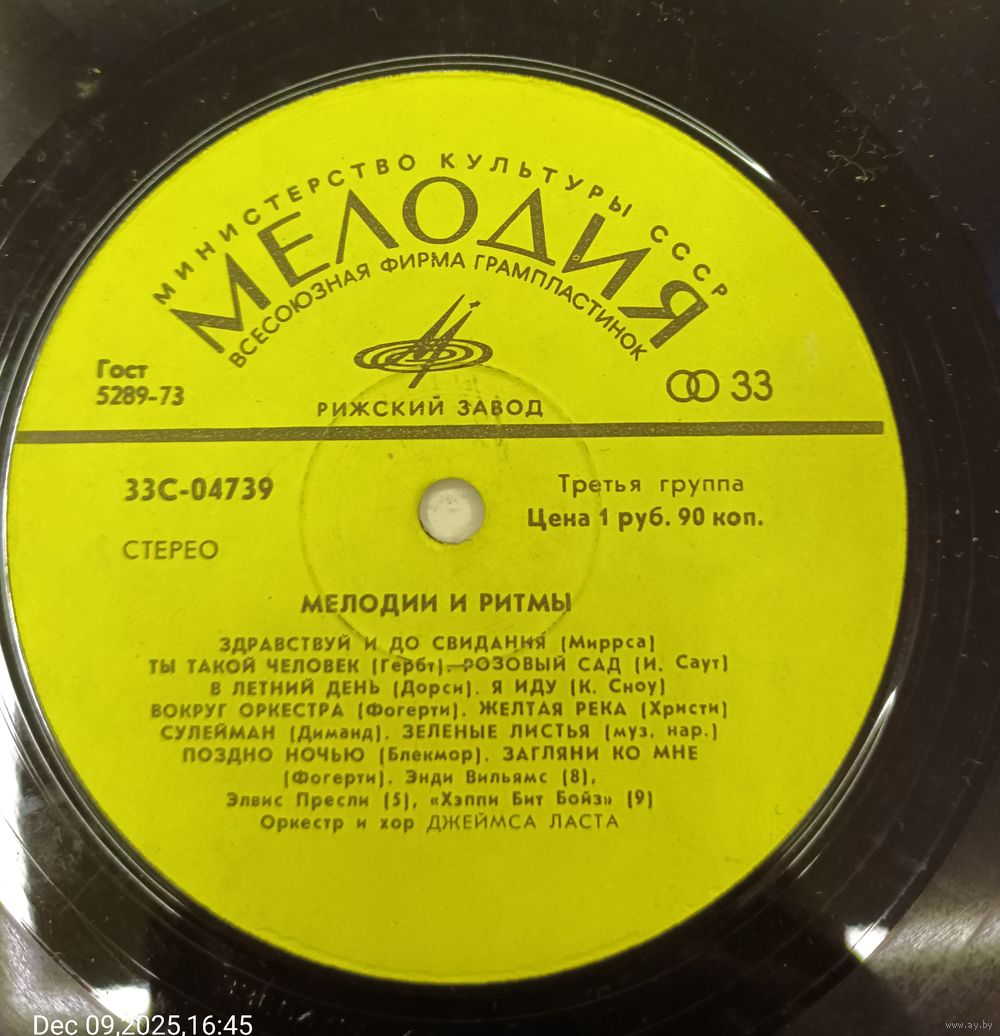 МИНИСТЕРСТВО КУЛЬТУРЫ СССР
МЕЛОДИЯ
ВСЕСОЮЗНАЯ ФИРМА ГРАМПЛАСТИНОК
Гост
5289-73
33
РИЖСКИЙ ЗАВОД
33С-04739
Третья группа
Цена 1 руб. 90 коп.
СТЕРЕО
МЕЛОДИИ И РИТМЫ
ЗДРАВСТВУЙ И ДО СВИДАНИЯ (Миррса)
ТЫ ТАКОЙ ЧЕЛОВЕК (Гербт), РОЗОВЫЙ САД (И. Саут)
В ЛЕТНИЙ ДЕНЬ (Дорси), Я ИДУ (К. Сноу)
ВОКРУГ ОРКЕСТРА (Фогерти), ЖЕЛТАЯ РЕКА (Христи)
СУЛЕЙМАН (Диманд), ЗЕЛЕНЫЕ ЛИСТЬЯ (муз. нар.)
ПОЗДНО НОЧЬЮ (Блекмор), ЗАГЛЯНИ КО МНЕ
(Фогерти), Энди Вильямс (8),
Элвис Пресли (5), «Хэппи Бит Бойз» (9)
Оркестр и хор ДЖЕЙМСА ЛАСТА
Dec 09,2025,16:45
www.ay.by